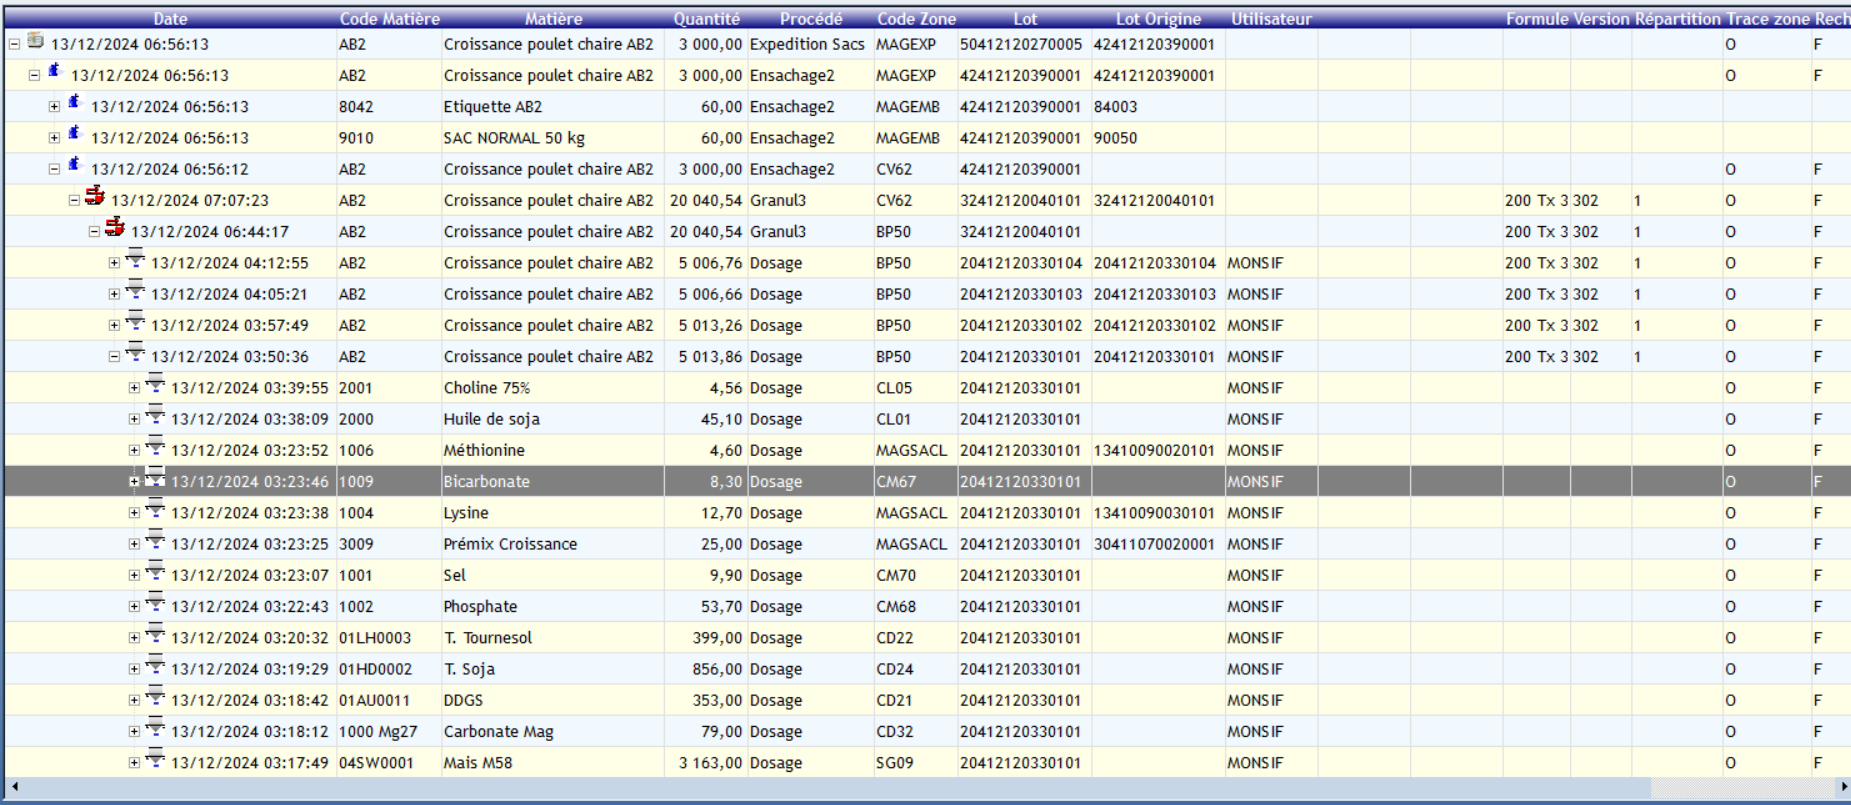 Date Code Matière Matière Quantité Procédé Code Zone Lot Lot Origine Utilisateur Formule Version Répartition Trace zone Rech
13/12/2024 06:56:13 AB2 Croissance poulet chaire AB2 3 000,00 Expedition Sacs MAGEXP 50412120270005 42412120390001 O F
13/12/2024 06:56:13 AB2 Croissance poulet chaire AB2 3 000,00 Ensachage2 MAGEXP 42412120390001 42412120390001 O F
13/12/2024 06:56:13 8042 Etiquette AB2 60,00 Ensachage2 MAGEMB 42412120390001 84003
13/12/2024 06:56:13 9010 SAC NORMAL 50 kg 60,00 Ensachage2 MAGEMB 42412120390001 90050
13/12/2024 06:56:12 AB2 Croissance poulet chaire AB2 3 000,00 Ensachage2 CV62 42412120390001 O F
13/12/2024 07:07:23 AB2 Croissance poulet chaire AB2 20 040,54 Granul3 CV62 32412120040101 32412120040101 200 Tx 3 302 1 O F
13/12/2024 06:44:17 AB2 Croissance poulet chaire AB2 20 040,54 Granul3 BP50 32412120040101 200 Tx 3 302 1 O F
13/12/2024 04:12:55 AB2 Croissance poulet chaire AB2 5 006,76 Dosage BP50 20412120330104 20412120330104 MONSIF 200 Tx 3 302 1 O F
13/12/2024 04:05:21 AB2 Croissance poulet chaire AB2 5 006,66 Dosage BP50 20412120330103 20412120330103 MONSIF 200 Tx 3 302 1 O F
13/12/2024 03:57:49 AB2 Croissance poulet chaire AB2 5 013,26 Dosage BP50 20412120330102 20412120330102 MONSIF 200 Tx 3 302 1 O F
13/12/2024 03:50:36 AB2 Croissance poulet chaire AB2 5 013,86 Dosage BP50 20412120330101 20412120330101 MONSIF 200 Tx 3 302 1 O F
13/12/2024 03:39:55 2001 Choline 75% 4,56 Dosage CL05 20412120330101 MONSIF O F
13/12/2024 03:38:09 2000 Huile de soja 45,10 Dosage CL01 20412120330101 MONSIF O F
13/12/2024 03:23:52 1006 Méthionine 4,60 Dosage MAGSACL 20412120330101 13410090020101 MONSIF O F
13/12/2024 03:23:46 1009 Bicarbonate 8,30 Dosage CM67 20412120330101 MONSIF O F
13/12/2024 03:23:38 1004 Lysine 12,70 Dosage MAGSACL 20412120330101 13410090030101 MONSIF O F
13/12/2024 03:23:25 3009 Prémix Croissance 25,00 Dosage MAGSACL 20412120330101 30411070020001 MONSIF O F
13/12/2024 03:23:07 1001 Sel 9,90 Dosage CM70 20412120330101 MONSIF O F
13/12/2024 03:22:43 1002 Phosphate 53,70 Dosage CM68 20412120330101 MONSIF O F
13/12/2024 03:20:32 01LH0003 T. Tournesol 399,00 Dosage CD22 20412120330101 MONSIF O F
13/12/2024 03:19:29 01HD0002 T. Soja 856,00 Dosage CD24 20412120330101 MONSIF O F
13/12/2024 03:18:42 01AU0011 DDGS 353,00 Dosage CD21 20412120330101 MONSIF O F
13/12/2024 03:18:12 1000 Mg27 Carbonate Mag 79,00 Dosage CD32 20412120330101 MONSIF O F
13/12/2024 03:17:49 04SW0001 Mais M58 3 163,00 Dosage SG09 20412120330101 MONSIF O F